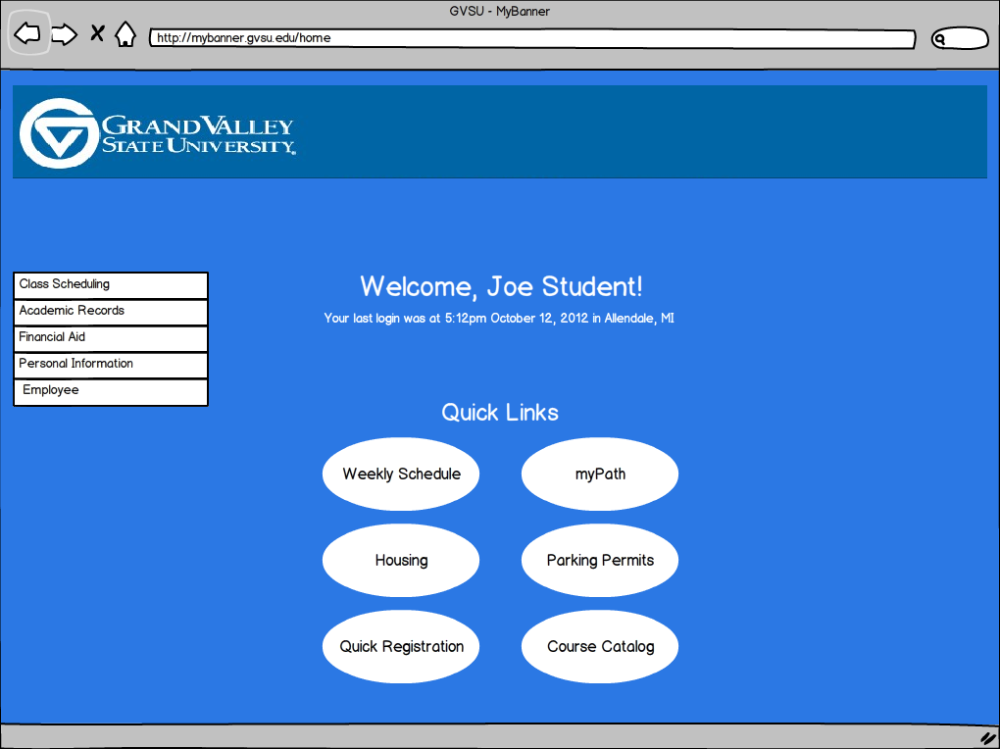 GVSU - MyBanner
http://mybanner.gvsu.edu/home
GRAND VALLEY
STATE UNIVERSITY®
Class Scheduling
Academic Records
Financial Aid
Personal Information
Employee
Welcome, Joe Student!
Your last login was at 5:12pm October 12, 2012 in Allendale, MI
Quick Links
Weekly Schedule
myPath
Housing
Parking Permits
Quick Registration
Course Catalog